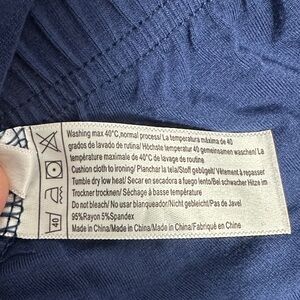 Washing max 40°C,normal process/ La temperatura máxima de 40
grados de lavado de rutina/ Höchste temperatur 40 gemeinsamen waschen/ La
température maximale de 40°C de lavage de routine
Cushion cloth to ironing/ Planchar la tela/Stoff gebügelt/ Vêtement à repasser
Tumble dry low heat/ Secar en secadora a fuego lento/Bei schwacher Hitze im
Trockner trocknen/ Séchage à basse température
Do not bleach/ No usar blanqueador/Nicht gebleicht/ Pas de Javel
95%Rayon 5%Spandex
Made in China/Made in China/Made in China/Fabriqué en China
40